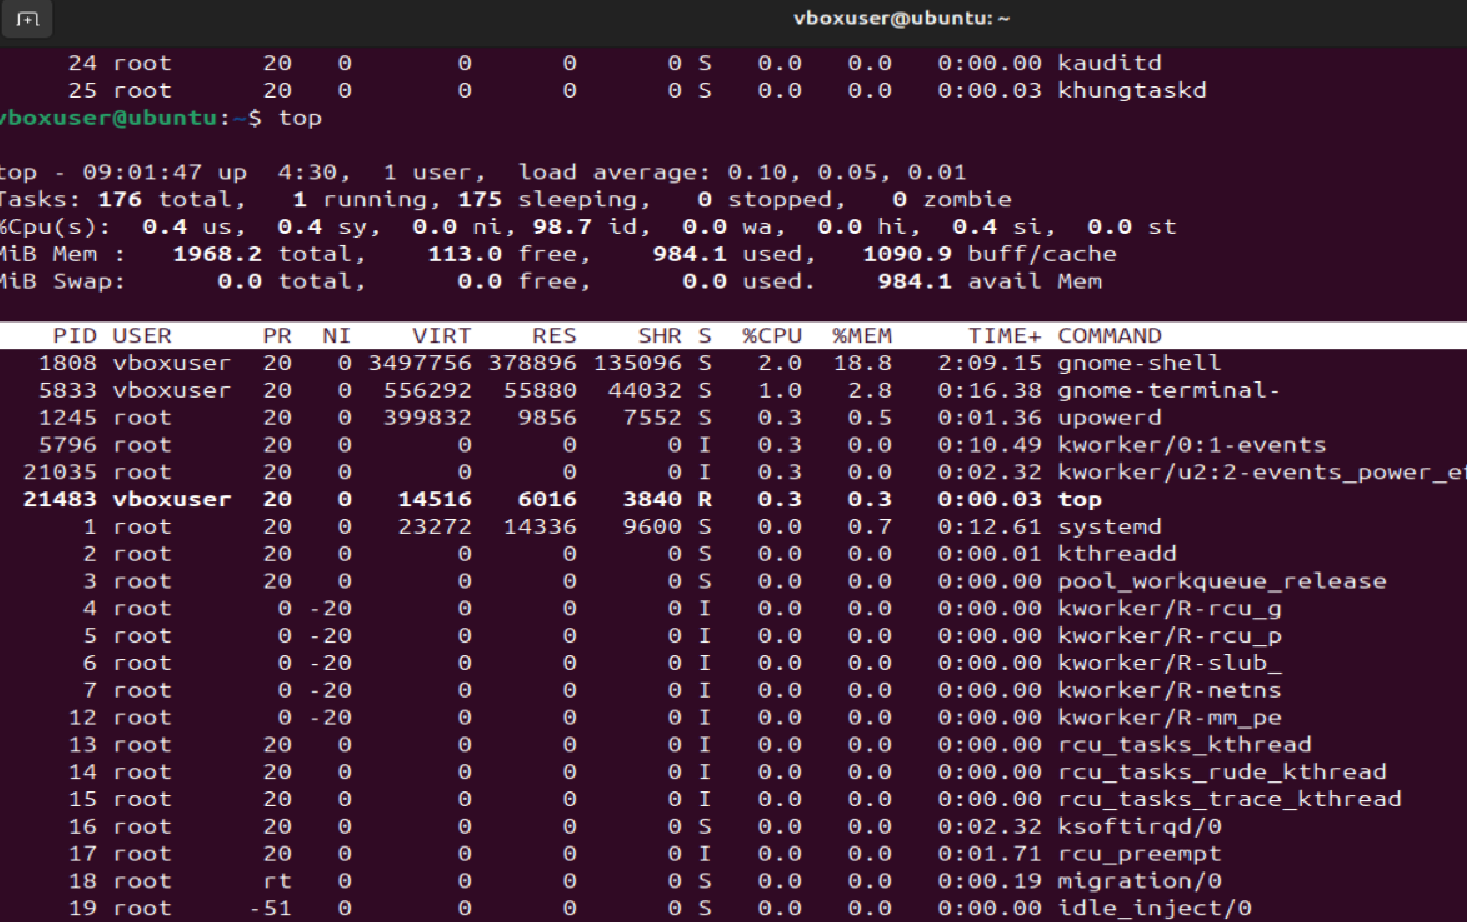 vboxuser@ubuntu: ~
24 root 20 0 0 0 0 S 0.0 0.0 0:00.00 kauditd
25 root 20 0 0 0 0 S 0.0 0.0 0:00.03 khungtaskd
vboxuser@ubuntu:~$ top
top - 09:01:47 up 4:30, 1 user, load average: 0.10, 0.05, 0.01
Tasks: 176 total, 1 running, 175 sleeping, 0 stopped, 0 zombie
%Cpu(s): 0.4 us, 0.4 sy, 0.0 ni, 98.7 id, 0.0 wa, 0.0 hi, 0.4 si, 0.0 st
MiB Mem : 1968.2 total, 113.0 free, 984.1 used, 1090.9 buff/cache
MiB Swap: 0.0 total, 0.0 free, 0.0 used. 984.1 avail Mem
PID USER PR NI VIRT RES SHR S %CPU %MEM TIME+ COMMAND
1808 vboxuser 20 0 3497756 378896 135096 S 2.0 18.8 2:09.15 gnome-shell
5833 vboxuser 20 0 556292 55880 44032 S 1.0 2.8 0:16.38 gnome-terminal-
1245 root 20 0 399832 9856 7552 S 0.3 0.5 0:01.36 upowerd
5796 root 20 0 0 0 0 I 0.3 0.0 0:10.49 kworker/0:1-events
21035 root 20 0 0 0 0 I 0.3 0.0 0:02.32 kworker/u2:2-events_power_ef
21483 vboxuser 20 0 14516 6016 3840 R 0.3 0.3 0:00.03 top
1 root 20 0 23272 14336 9600 S 0.0 0.7 0:12.61 systemd
2 root 20 0 0 0 0 S 0.0 0.0 0:00.01 kthreadd
3 root 20 0 0 0 0 S 0.0 0.0 0:00.00 pool_workqueue_release
4 root 0 -20 0 0 0 I 0.0 0.0 0:00.00 kworker/R-rcu_g
5 root 0 -20 0 0 0 I 0.0 0.0 0:00.00 kworker/R-rcu_p
6 root 0 -20 0 0 0 I 0.0 0.0 0:00.00 kworker/R-slub_
7 root 0 -20 0 0 0 I 0.0 0.0 0:00.00 kworker/R-netns
12 root 0 -20 0 0 0 I 0.0 0.0 0:00.00 kworker/R-mm_pe
13 root 20 0 0 0 0 I 0.0 0.0 0:00.00 rcu_tasks_kthread
14 root 20 0 0 0 0 I 0.0 0.0 0:00.00 rcu_tasks_rude_kthread
15 root 20 0 0 0 0 I 0.0 0.0 0:00.00 rcu_tasks_trace_kthread
16 root 20 0 0 0 0 S 0.0 0.0 0:02.32 ksoftirqd/0
17 root 20 0 0 0 0 I 0.0 0.0 0:01.71 rcu_preempt
18 root rt 0 0 0 0 S 0.0 0.0 0:00.19 migration/0
19 root -51 0 0 0 0 S 0.0 0.0 0:00.00 idle_inject/0